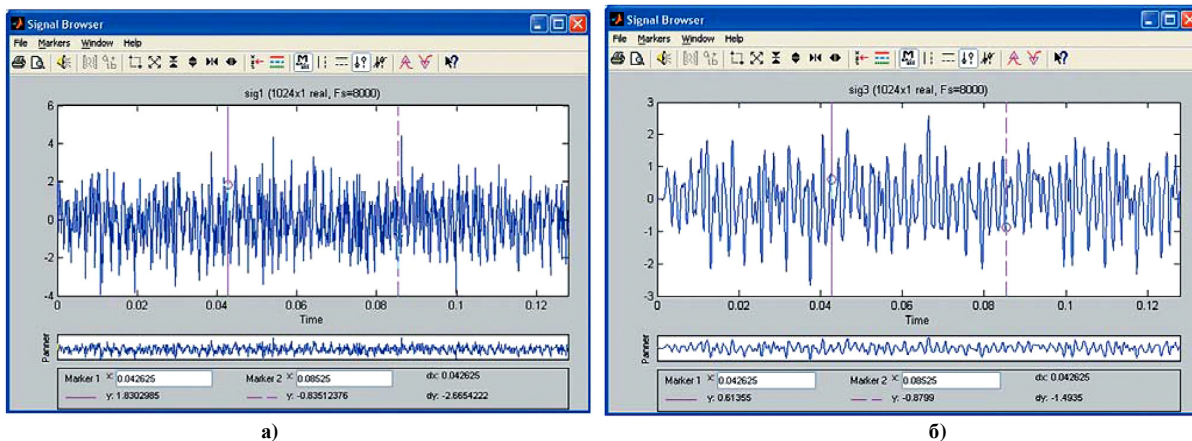 Signal Browser
File Markers Window Help
sig1 (1024x1 real, Fs=8000)
6
4
2
0
-2
-4
0 0.02 0.04 0.06 0.08 0.1 0.12
Time
Panner
Marker 1 x: 0.042625 Marker 2 x: 0.08525 dx: 0.042625
y: 1.8302985 y: -0.83512376 dy: -2.6654222
а)
Signal Browser
File Markers Window Help
sig3 (1024x1 real, Fs=8000)
3
2
1
0
-1
-2
-3
0 0.02 0.04 0.06 0.08 0.1 0.12
Time
Panner
Marker 1 x: 0.042625 Marker 2 x: 0.08525 dx: 0.042625
y: 0.61355 y: -0.8799 dy: -1.4935
б)